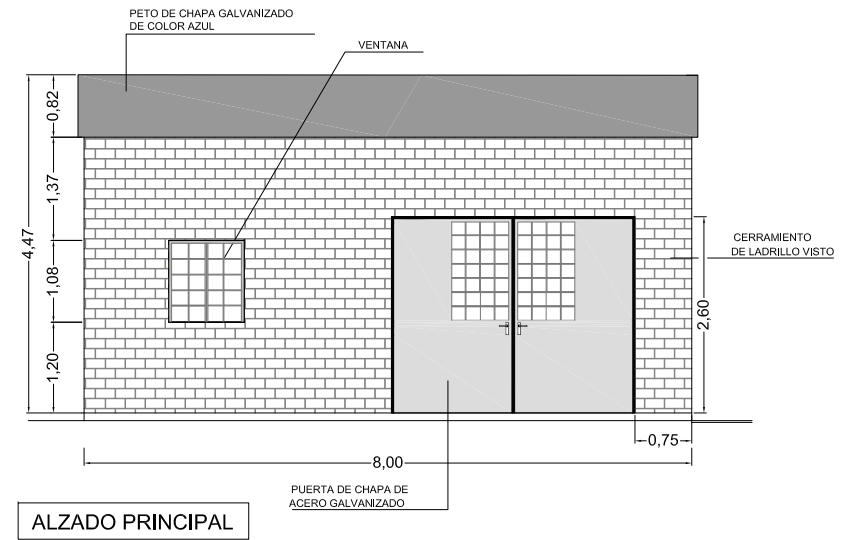 PETO DE CHAPA GALVANIZADO
DE COLOR AZUL
VENTANA
0,82
1,37
4,47
1,08
1,20
CERRAMIENTO
DE LADRILLO VISTO
2,60
0,75
8,00
PUERTA DE CHAPA DE
ACERO GALVANIZADO
ALZADO PRINCIPAL